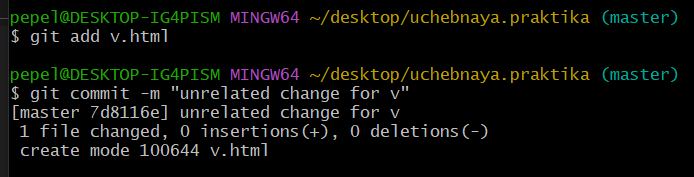 pepel@DESKTOP-IG4PISM MINGW64 ~/desktop/uchebnaya.praktika (master)
$ git add v.html
pepel@DESKTOP-IG4PISM MINGW64 ~/desktop/uchebnaya.praktika (master)
$ git commit -m "unrelated change for v"
[master 7d8116e] unrelated change for v
 1 file changed, 0 insertions(+), 0 deletions(-)
 create mode 100644 v.html